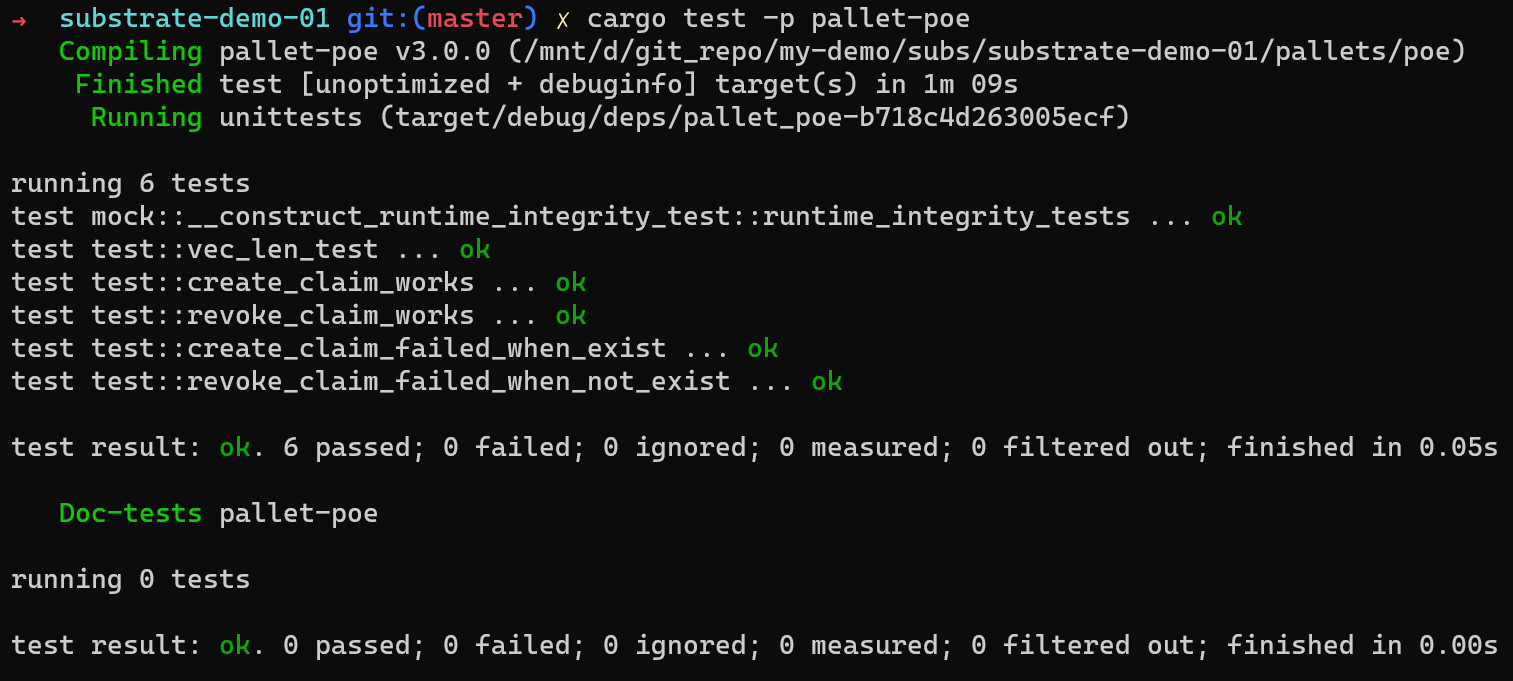 → substrate-demo-01 git:(master) ✗ cargo test -p pallet-poe
Compiling pallet-poe v3.0.0 (/mnt/d/git_repo/my-demo/subs/substrate-demo-01/pallets/poe)
Finished test [unoptimized + debuginfo] target(s) in 1m 09s
Running unittests (target/debug/deps/pallet_poe-b718c4d263005ecf)
running 6 tests
test mock::__construct_runtime_integrity_test::runtime_integrity_tests ... ok
test test::vec_len_test ... ok
test test::create_claim_works ... ok
test test::revoke_claim_works ... ok
test test::create_claim_failed_when_exist ... ok
test test::revoke_claim_failed_when_not_exist ... ok
test result: ok. 6 passed; 0 failed; 0 ignored; 0 measured; 0 filtered out; finished in 0.05s
Doc-tests pallet-poe
running 0 tests
test result: ok. 0 passed; 0 failed; 0 ignored; 0 measured; 0 filtered out; finished in 0.00s